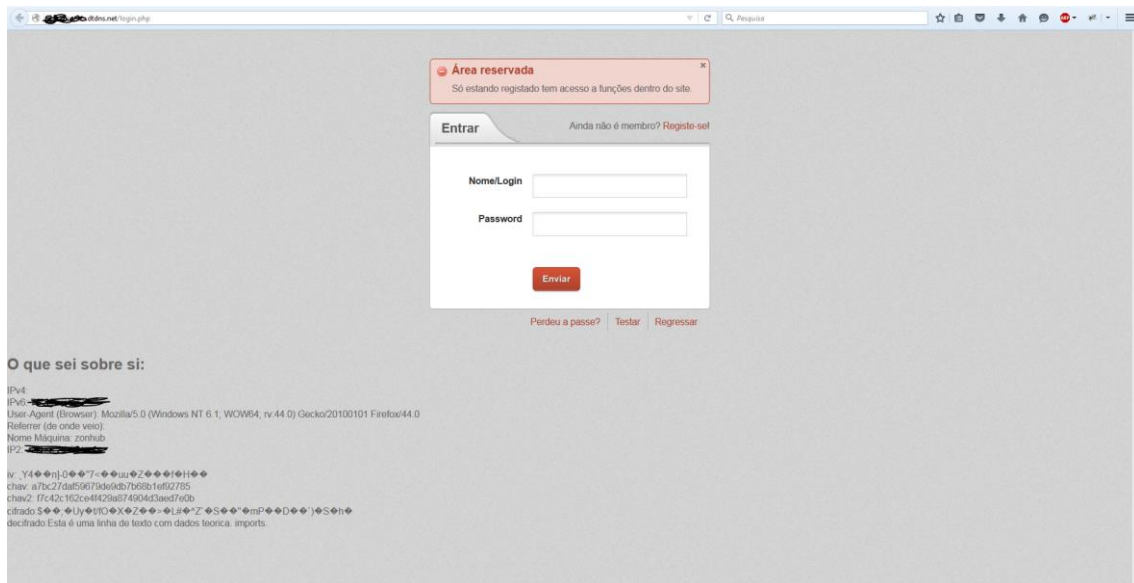 dtdns.net/login.php
Pesquisa
Área reservada
Só estando registado tem acesso a funções dentro do site.
Entrar
Ainda não é membro? Registe-se!
Nome/Login
Password
Enviar
Perdeu a passe? Testar Regressar
O que sei sobre si:
IPv4:
IPv6:
User-Agent (Browser): Mozilla/5.0 (Windows NT 6.1; WOW64; rv:44.0) Gecko/20100101 Firefox/44.0
Referrer (de onde veio):
Nome Máquina: zonhub
IP2:
iv:
chav: a7bc27daf59679de9db7b68b1ef92785
chav2: f7c42c162ce4f429a874904d3aed7e0b
cifrado
decifrado Esta é uma linha de texto com dados teorica. imports.